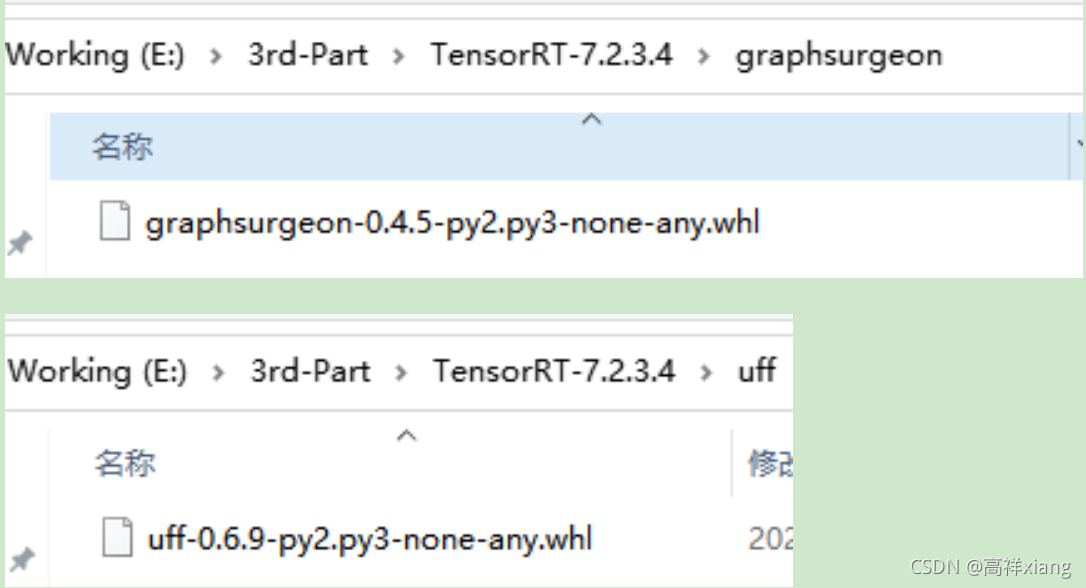 Working (E:) › 3rd-Part › TensorRT-7.2.3.4 › graphsurgeon
名称
graphsurgeon-0.4.5-py2.py3-none-any.whl
Working (E:) › 3rd-Part › TensorRT-7.2.3.4 › uff
名称 修改
uff-0.6.9-py2.py3-none-any.whl 202
CSDN @高祥xiang